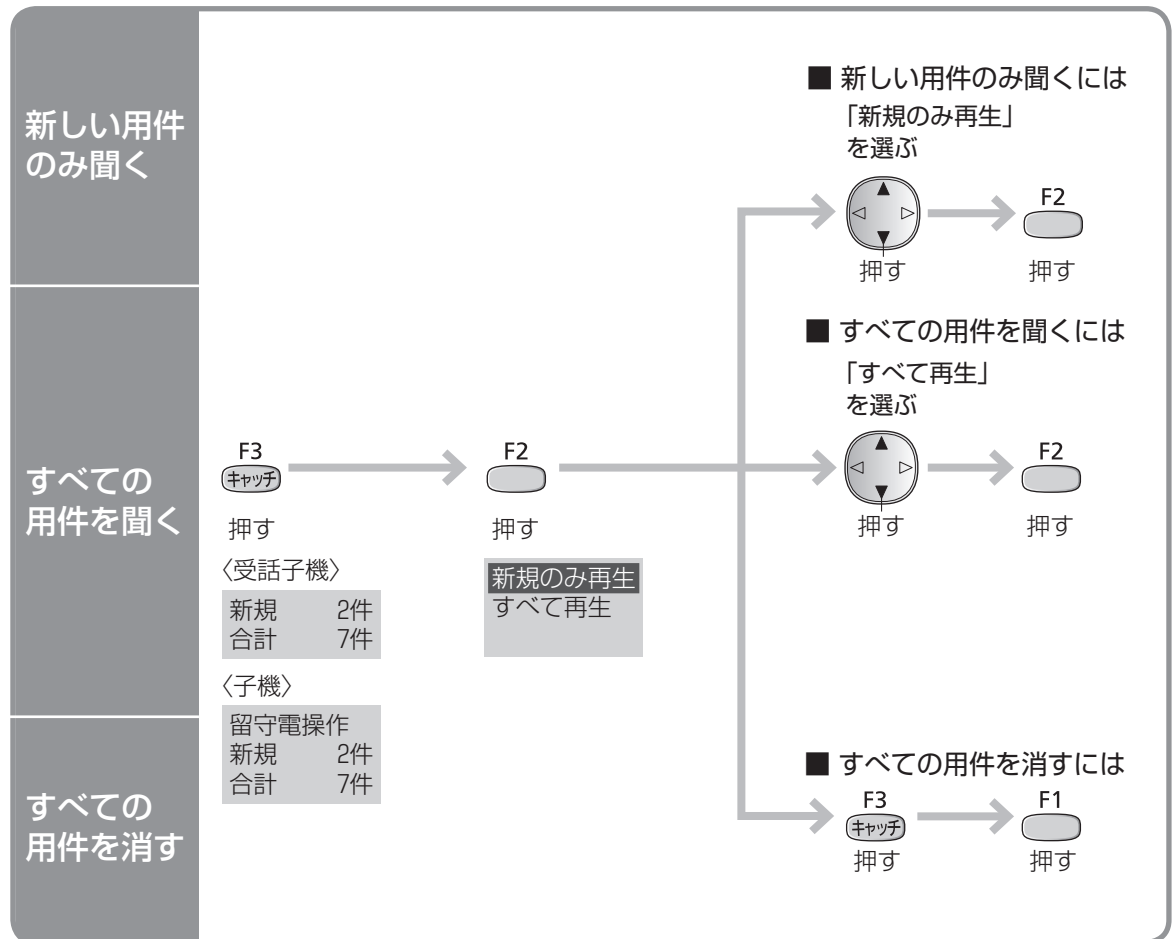 新しい用件
のみ聞く
すべての
用件を聞く
すべての
用件を消す
F3
キャッチ
押す
〈受話子機〉
新規 2件
合計 7件
〈子機〉
留守電操作
新規 2件
合計 7件
F2
押す
新規のみ再生
すべて再生
■ 新しい用件のみ聞くには
「新規のみ再生」
を選ぶ
押す
F2
押す
■ すべての用件を聞くには
「すべて再生」
を選ぶ
押す
F2
押す
■ すべての用件を消すには
F3
キャッチ
押す
F1
押す